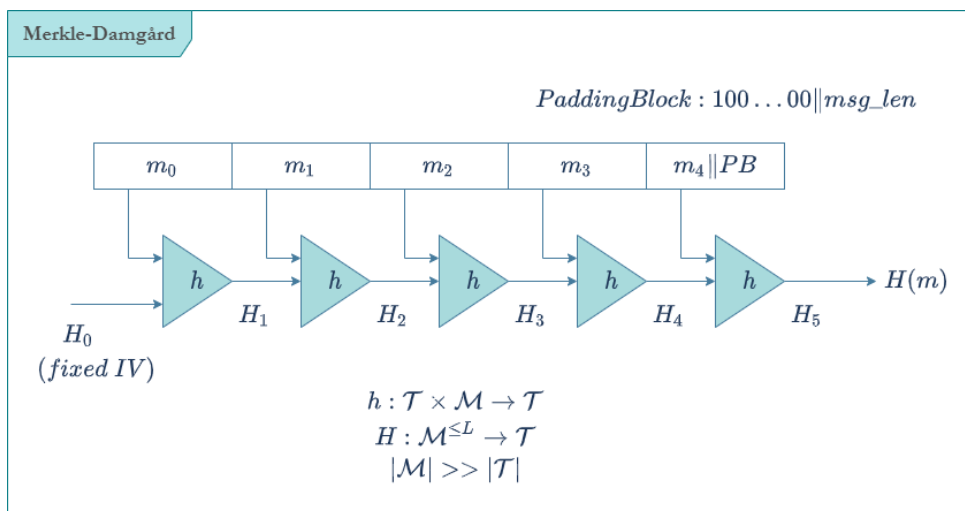 Merkle-Damgård
PaddingBlock : 100 . . . 00||msg_len
m₀ m₁ m₂ m₃ m₄||PB
h h h h h H(m)
H₀ H₁ H₂ H₃ H₄ H₅
(fixed IV)
h : 𝒯 × ℳ → 𝒯
H : ℳ^≤L → 𝒯
|ℳ| >> |𝒯|